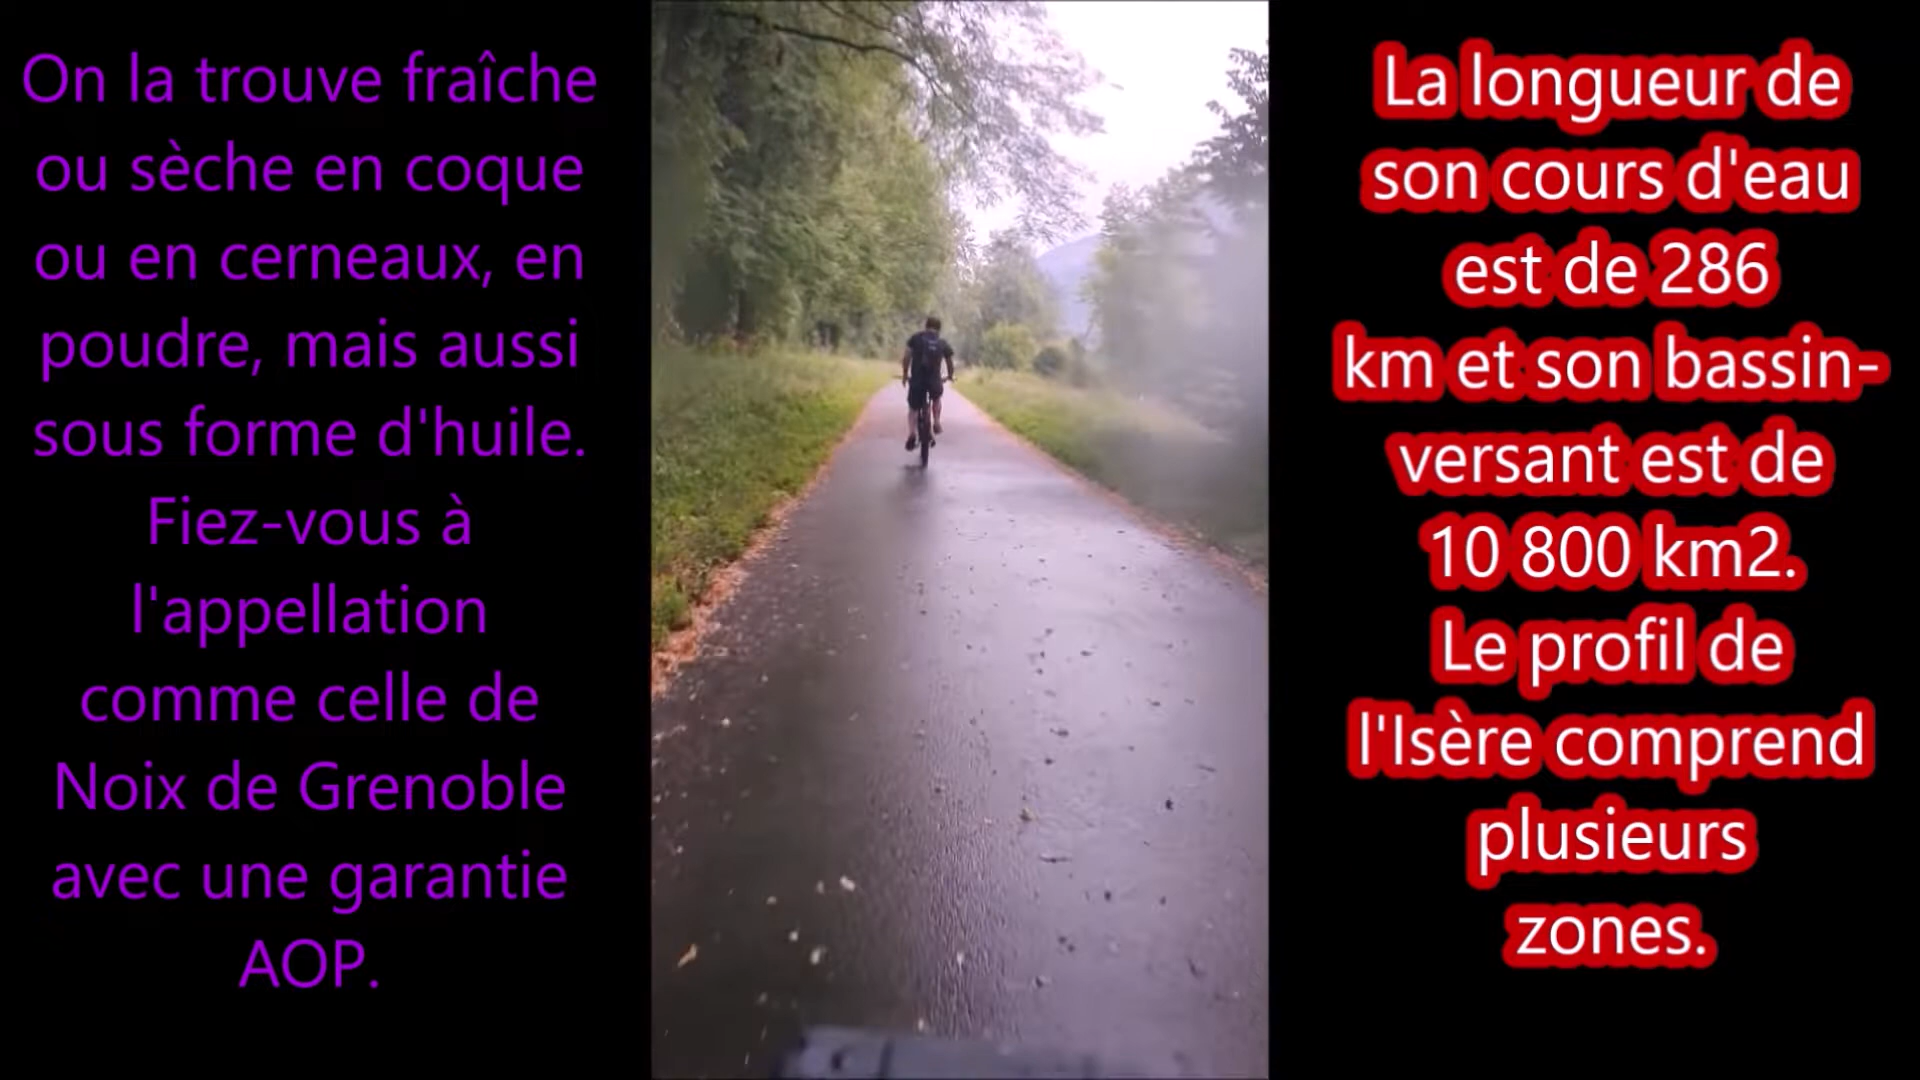 On la trouve fraîche
ou sèche en coque
ou en cerneaux, en
poudre, mais aussi
sous forme d'huile.
Fiez-vous à
l'appellation
comme celle de
Noix de Grenoble
avec une garantie
AOP.
La longueur de
son cours d'eau
est de 286
km et son bassin-
versant est de
10 800 km2.
Le profil de
l'Isère comprend
plusieurs
zones.